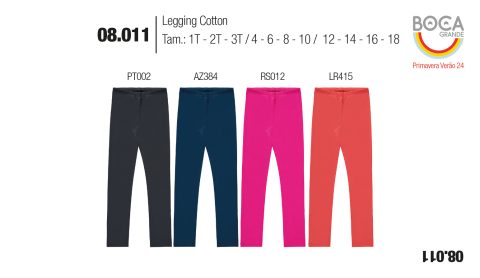 08.011
Legging Cotton
Tam.: 1T - 2T - 3T / 4 - 6 - 8 - 10 / 12 - 14 - 16 - 18
BOCA
GRANDE
Primavera Verão 24
PT002 AZ384 RS012 LR415
08.011